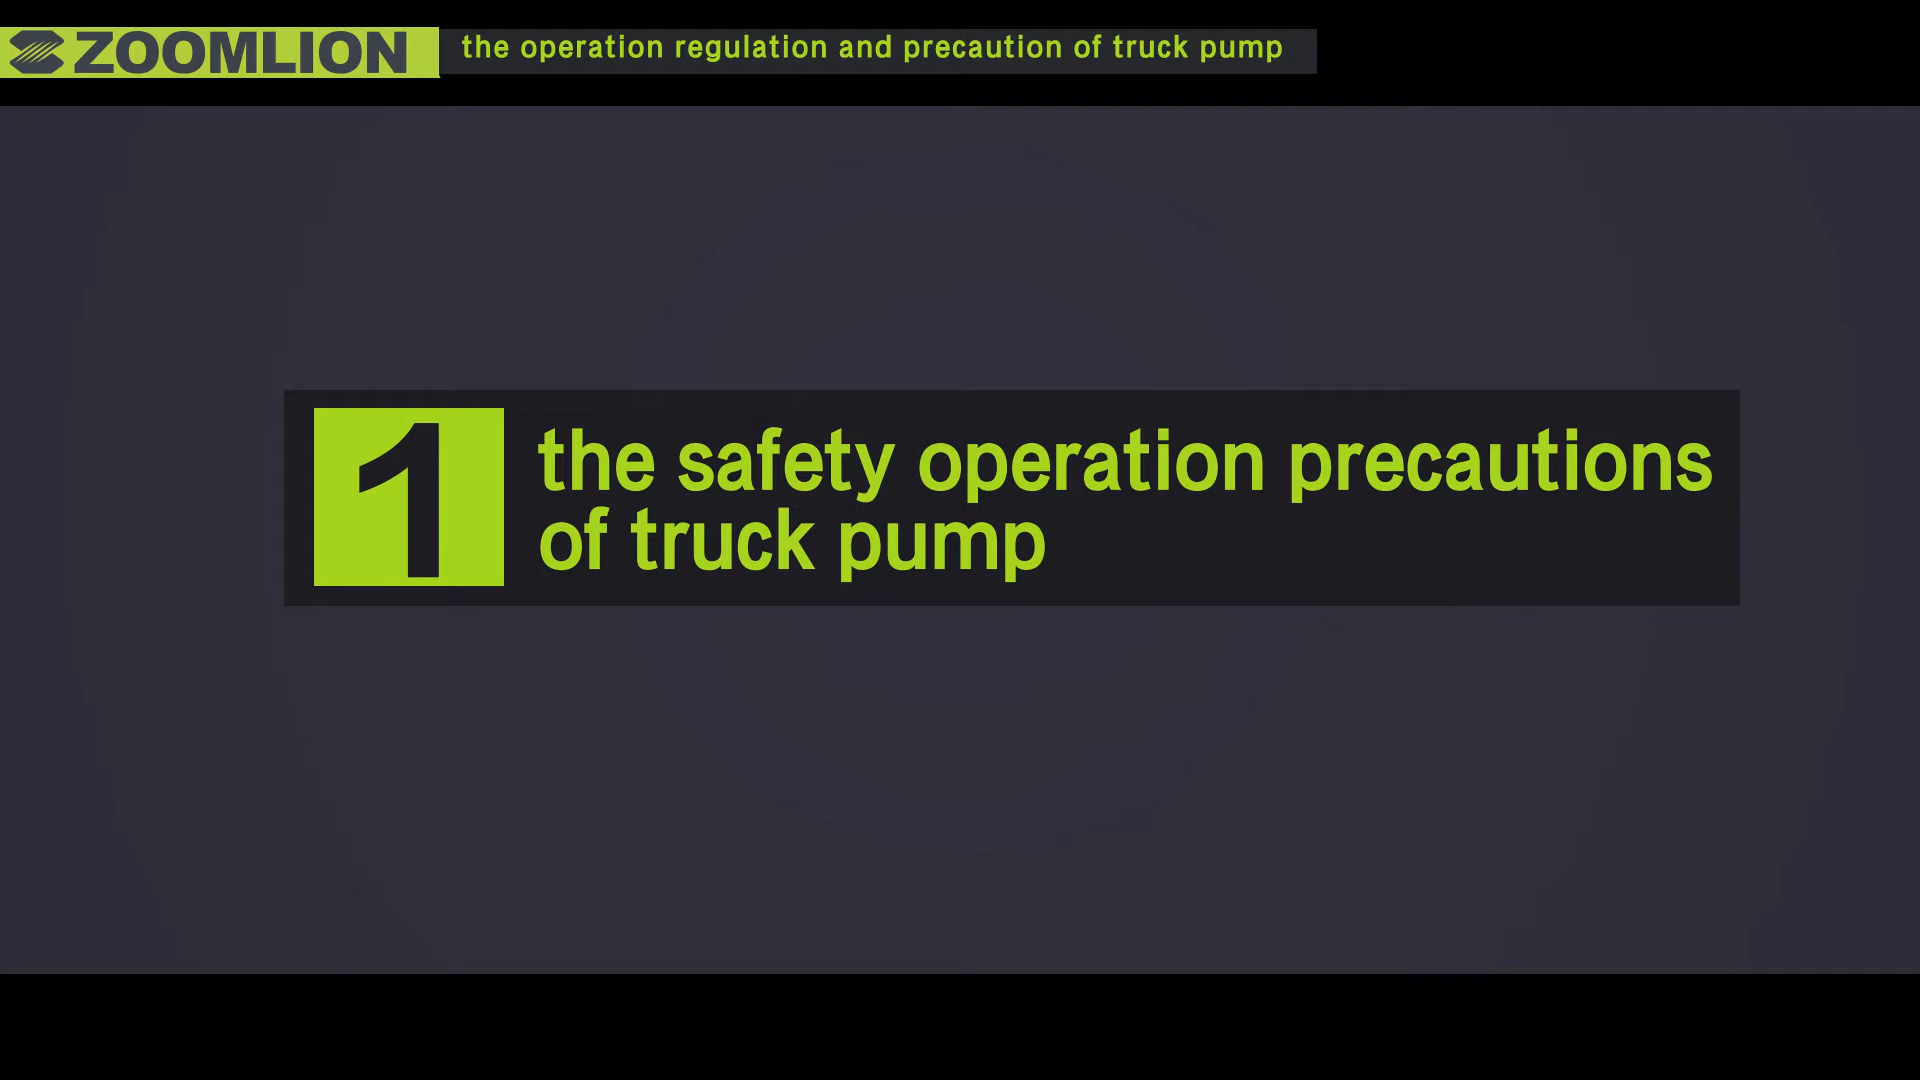 ZOOMLION
the operation regulation and precaution of truck pump
1
the safety operation precautions
of truck pump